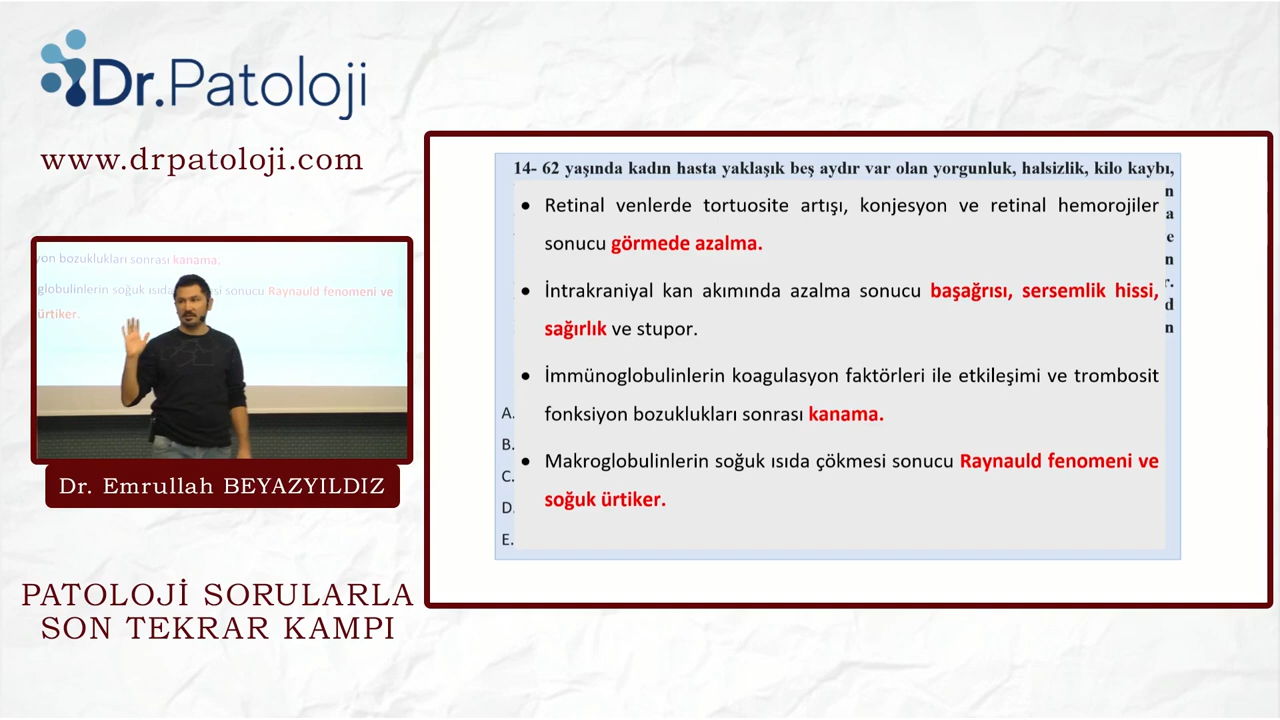 Dr.Patoloji
www.drpatoloji.com
yon bozuklukları sonrası kanama.
globulinlerin soğuk ısıda si sonucu Raynauld fenomeni ve
ürtiker.
Dr. Emrullah BEYAZYILDIZ
PATOLOJİ SORULARLA
SON TEKRAR KAMPI
14- 62 yaşında kadın hasta yaklaşık beş aydır var olan yorgunluk, halsizlik, kilo kaybı,
n
• Retinal venlerde tortuosite artışı, konjesyon ve retinal hemorojiler
a
sonucu görmede azalma.
e
n
• İntrakraniyal kan akımında azalma sonucu başağrısı, sersemlik hissi,
r.
d
sağırlık ve stupor.
n
• İmmünoglobulinlerin koagulasyon faktörleri ile etkileşimi ve trombosit
fonksiyon bozuklukları sonrası kanama.
• Makroglobulinlerin soğuk ısıda çökmesi sonucu Raynauld fenomeni ve
soğuk ürtiker.
A.
B.
C.
D.
E.